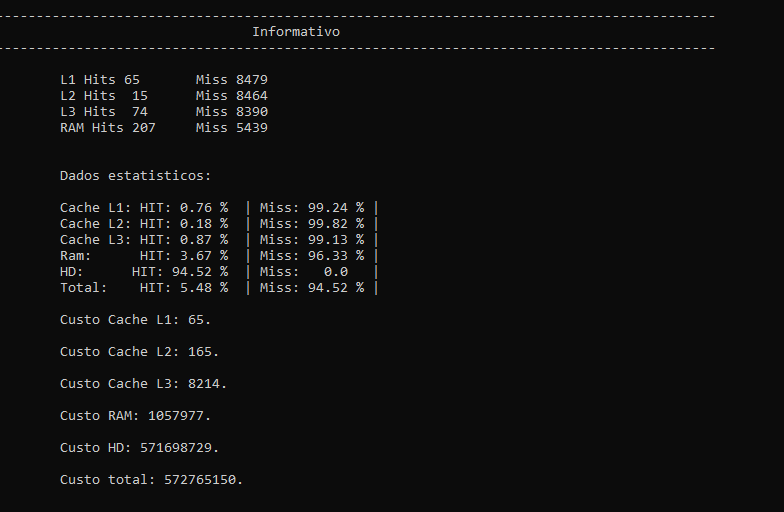 Informativo
L1 Hits 65 Miss 8479
L2 Hits 15 Miss 8464
L3 Hits 74 Miss 8390
RAM Hits 207 Miss 5439
Dados estatisticos:
Cache L1: HIT: 0.76 % | Miss: 99.24 % |
Cache L2: HIT: 0.18 % | Miss: 99.82 % |
Cache L3: HIT: 0.87 % | Miss: 99.13 % |
Ram: HIT: 3.67 % | Miss: 96.33 % |
HD: HIT: 94.52 % | Miss: 0.0 |
Total: HIT: 5.48 % | Miss: 94.52 % |
Custo Cache L1: 65.
Custo Cache L2: 165.
Custo Cache L3: 8214.
Custo RAM: 1057977.
Custo HD: 571698729.
Custo total: 572765150.